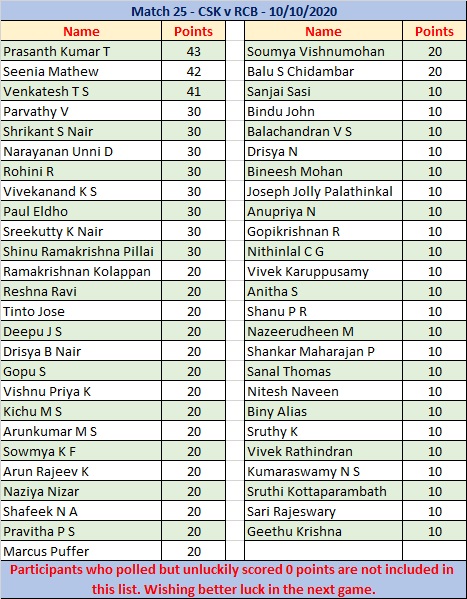 Match 25 - CSK v RCB - 10/10/2020
Name Points Name Points
Prasanth Kumar T 43 Soumya Vishnumohan 20
Seenia Mathew 42 Balu S Chidambar 20
Venkatesh T S 41 Sanjai Sasi 10
Parvathy V 30 Bindu John 10
Shrikant S Nair 30 Balachandran V S 10
Narayanan Unni D 30 Drisya N 10
Rohini R 30 Bineesh Mohan 10
Vivekanand K S 30 Joseph Jolly Palathinkal 10
Paul Eldho 30 Anupriya N 10
Sreekutty K Nair 30 Gopikrishnan R 10
Shinu Ramakrishna Pillai 30 Nithinlal C G 10
Ramakrishnan Kolappan 20 Vivek Karuppusamy 10
Reshna Ravi 20 Anitha S 10
Tinto Jose 20 Shanu P R 10
Deepu J S 20 Nazeerudheen M 10
Drisya B Nair 20 Shankar Maharajan P 10
Gopu S 20 Sanal Thomas 10
Vishnu Priya K 20 Nitesh Naveen 10
Kichu M S 20 Biny Alias 10
Arunkumar M S 20 Sruthy K 10
Sowmya K F 20 Vivek Rathindran 10
Arun Rajeev K 20 Kumaraswamy N S 10
Naziya Nizar 20 Sruthi Kottaparambath 10
Shafeek N A 20 Sari Rajeswary 10
Pravitha P S 20 Geethu Krishna 10
Marcus Puffer 20
Participants who polled but unluckily scored 0 points are not included in
this list. Wishing better luck in the next game.